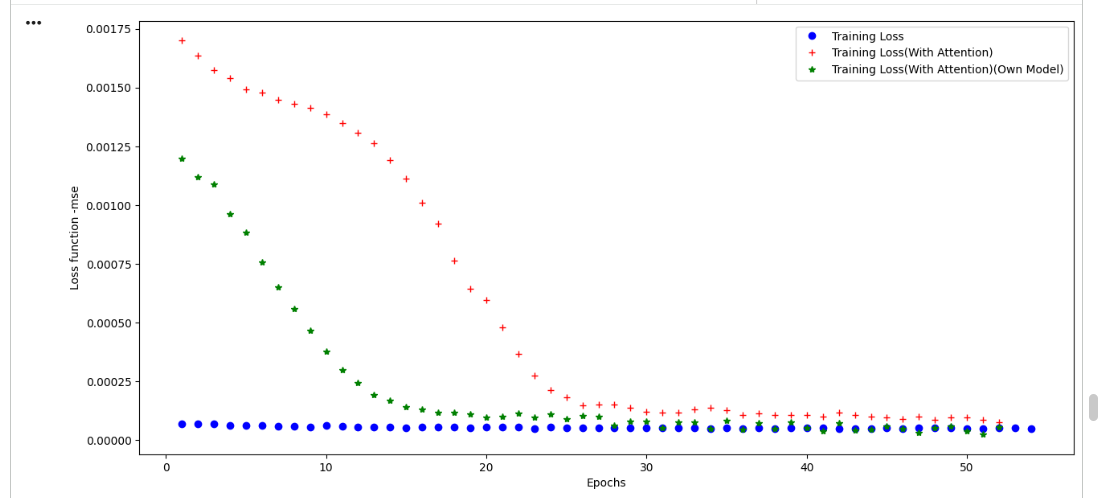 •••
0.00175
0.00150
0.00125
0.00100
0.00075
0.00050
0.00025
0.00000
Loss function -mse
Training Loss
Training Loss(With Attention)
Training Loss(With Attention)(Own Model)
0 10 20 30 40 50
Epochs